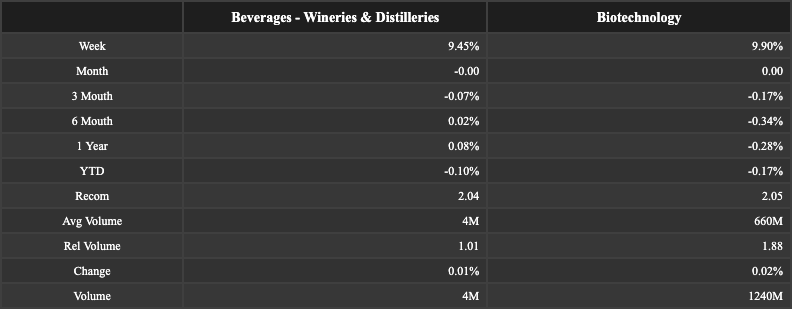 Beverages - Wineries & Distilleries Biotechnology
Week 9.45% 9.90%
Month -0.00 0.00
3 Mouth -0.07% -0.17%
6 Mouth 0.02% -0.34%
1 Year 0.08% -0.28%
YTD -0.10% -0.17%
Recom 2.04 2.05
Avg Volume 4M 660M
Rel Volume 1.01 1.88
Change 0.01% 0.02%
Volume 4M 1240M